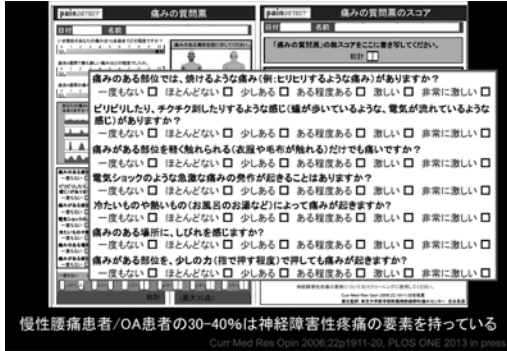 painDETECT 痛みの質問票
日付 名前
painDETECT 痛みの質問票のスコア
日付 名前
「痛みの質問票」の総スコアをここに書き写してください。
総計
痛みのある部位では、焼けるような痛み(例:ヒリヒリするような痛み)がありますか?
一度もない □ ほとんどない □ 少しある □ ある程度ある □ 激しい □ 非常に激しい □
ピリピリしたり、チクチク刺したりするような感じ(蟻が歩いているような、電気が流れているような
感じ)がありますか?
一度もない □ ほとんどない □ 少しある □ ある程度ある □ 激しい □ 非常に激しい □
痛みがある部位を軽く触れられる(衣服や毛布が触れる)だけでも痛いですか?
一度もない □ ほとんどない □ 少しある □ ある程度ある □ 激しい □ 非常に激しい □
電気ショックのような急激な痛みの発作が起きることはありますか?
一度もない □ ほとんどない □ 少しある □ ある程度ある □ 激しい □ 非常に激しい □
冷たいものや熱いもの(お風呂のお湯など)によって痛みが起きますか?
一度もない □ ほとんどない □ 少しある □ ある程度ある □ 激しい □ 非常に激しい □
痛みのある場所に、しびれを感じますか?
一度もない □ ほとんどない □ 少しある □ ある程度ある □ 激しい □ 非常に激しい □
痛みがある部位を、少しの力(指で押す程度)で押しても痛みが起きますか?
一度もない □ ほとんどない □ 少しある □ ある程度ある □ 激しい □ 非常に激しい □
総計 (最大35点)
慢性腰痛患者/OA患者の30-40%は神経障害性疼痛の要素を持っている
Curr Med Res Opin 2006;22p1911-20, PLOS ONE 2013 in press